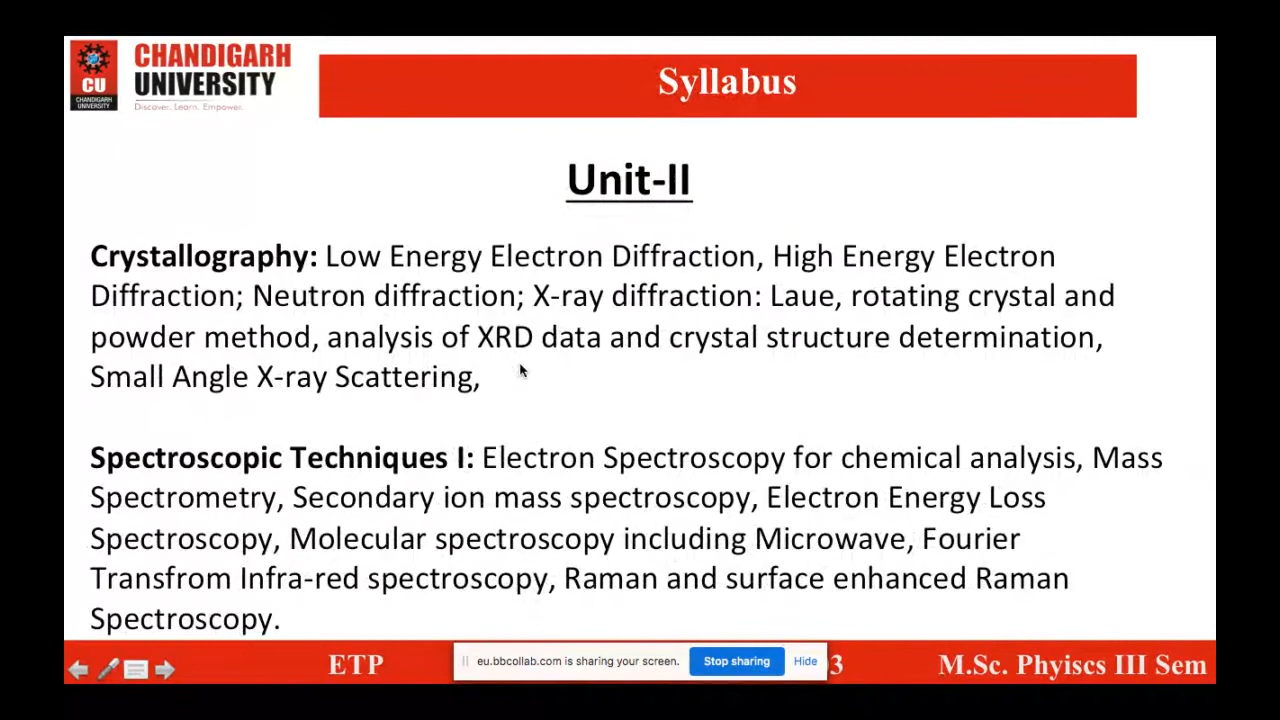 CHANDIGARH
UNIVERSITY
Discover. Learn. Empower.
CU
CHANDIGARH
UNIVERSITY
Syllabus
Unit-II
Crystallography: Low Energy Electron Diffraction, High Energy Electron
Diffraction; Neutron diffraction; X-ray diffraction: Laue, rotating crystal and
powder method, analysis of XRD data and crystal structure determination,
Small Angle X-ray Scattering,
Spectroscopic Techniques I: Electron Spectroscopy for chemical analysis, Mass
Spectrometry, Secondary ion mass spectroscopy, Electron Energy Loss
Spectroscopy, Molecular spectroscopy including Microwave, Fourier
Transfrom Infra-red spectroscopy, Raman and surface enhanced Raman
Spectroscopy.
ETP
eu.bbcollab.com is sharing your screen. Stop sharing Hide
3
M.Sc. Phyiscs III Sem